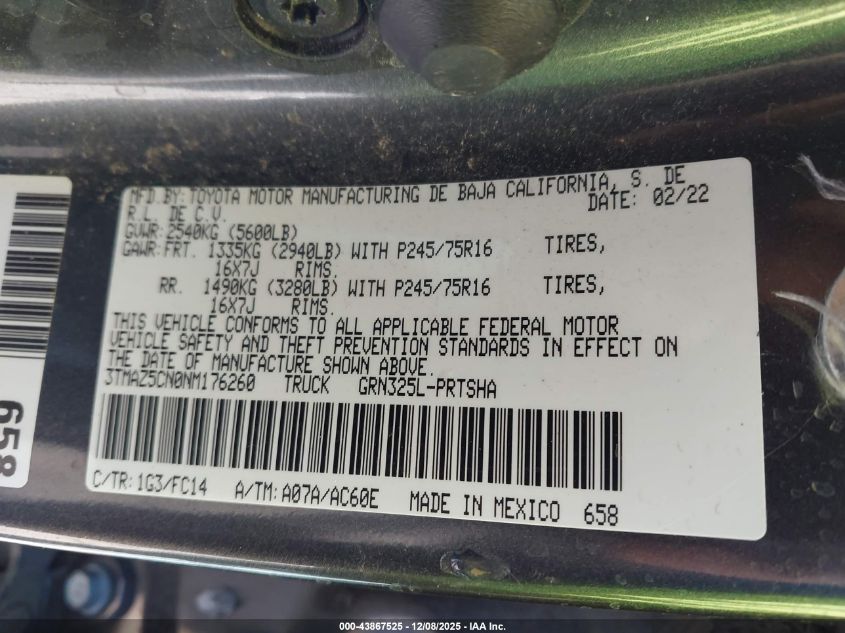 MFD.BY: TOYOTA MOTOR MANUFACTURING DE BAJA CALIFORNIA, S. DE
R.L. DE C.V. DATE: 02/22
GVWR: 2540KG (5600LB)
GAWR: FRT. 1335KG (2940LB) WITH P245/75R16 TIRES,
16X7J RIMS.
RR. 1490KG (3280LB) WITH P245/75R16 TIRES,
16X7J RIMS.
THIS VEHICLE CONFORMS TO ALL APPLICABLE FEDERAL MOTOR
VEHICLE SAFETY AND THEFT PREVENTION STANDARDS IN EFFECT ON
THE DATE OF MANUFACTURE SHOWN ABOVE.
3TMAZ5CN0NM176260 TRUCK GRN325L-PRTSHA
C/TR: 1G3/FC14 A/TM: A07A/AC60E MADE IN MEXICO 658
658
000-43867525 - 12/08/2025 - IAA Inc.